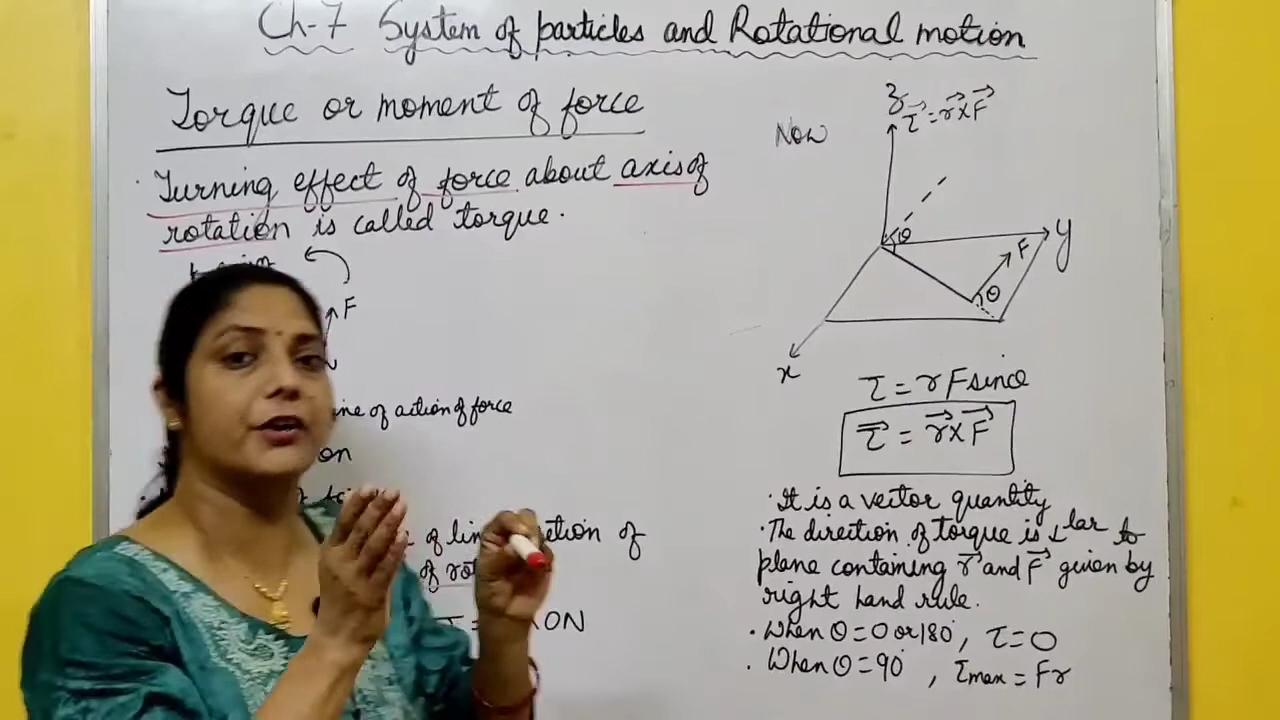 Ch-7 System of particles and Rotational motion
Torque or moment of force
· Turning effect of force about axis of
rotation is called torque.
F
line of action of force
on
of line
action of
of
ON
Now
z
τ⃗ = r⃗ x F⃗
θ
y
F
θ
x
τ = r F sinθ
τ⃗ = r⃗ x F⃗
· It is a vector quantity
· The direction of torque is ⊥lar to
plane containing r⃗ and F⃗ given by
right hand rule.
· When θ = 0 or 180°, τ = 0
· When θ = 90°, τmax = Fr